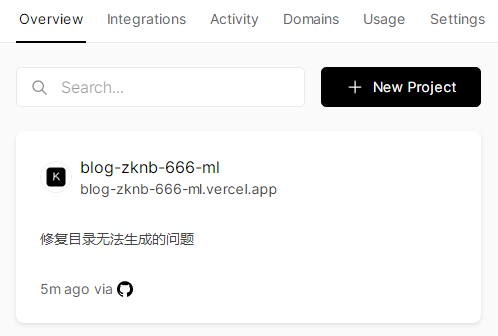 Overview Integrations Activity Domains Usage Settings
Search... New Project
K
blog-zknb-666-ml
blog-zknb-666-ml.vercel.app
修复目录无法生成的问题
5m ago via